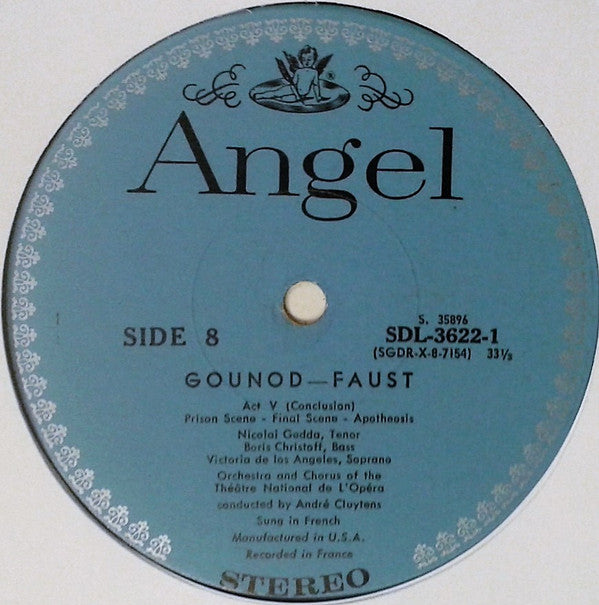 ®
Angel
SIDE 8
S. 35896
SDL-3622-1
(SGDR-X-8-7154) 33⅓
GOUNOD—FAUST
Act V (Conclusion)
Prison Scene - Final Scene - Apotheosis
Nicolai Gedda, Tenor
Boris Christoff, Bass
Victoria de los Angeles, Soprano
Orchestra and Chorus of the
Théâtre National de L'Opéra
conducted by André Cluytens
Sung in French
Manufactured in U.S.A.
Recorded in France
STEREO